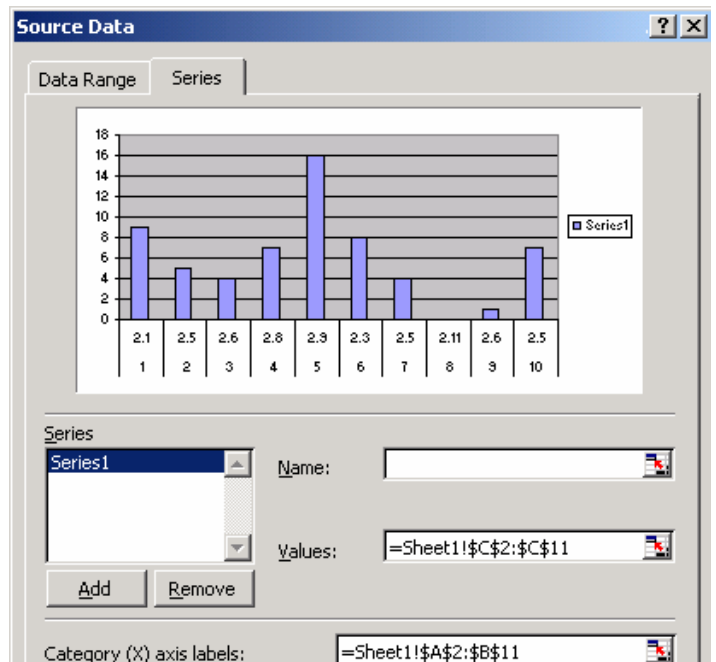 Source Data
Data Range Series
18
16
14
12
10
8
6
4
2
0
Series1
2.1 2.5 2.6 2.8 2.9 2.3 2.5 2.11 2.6 2.5
1 2 3 4 5 6 7 8 9 10
Series
Series1
Name:
Values: =Sheet1!$C$2:$C$11
Add Remove
Category (X) axis labels: =Sheet1!$A$2:$B$11